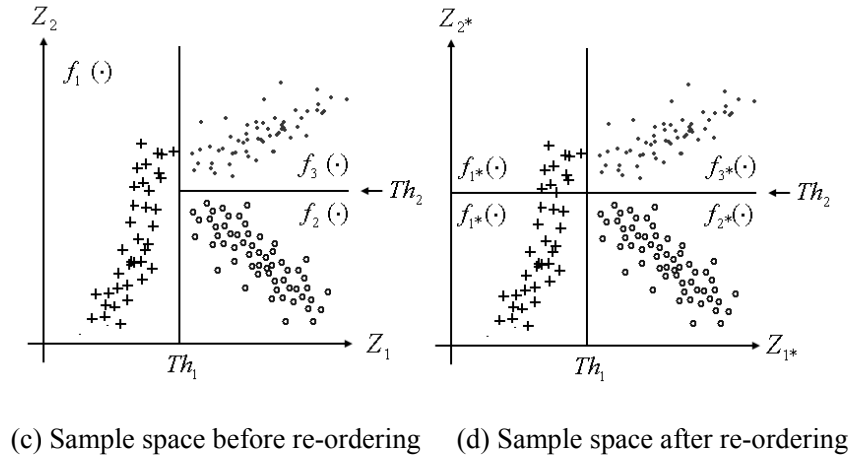 Z₂
f₁ (·)
f₃ (·)
f₂ (·)
← Th₂
Z₁
Th₁
(c) Sample space before re-ordering
Z₂*
f₁*(·)
f₁*(·)
f₃*(·)
f₂*(·)
← Th₂
Z₁*
Th₁
(d) Sample space after re-ordering